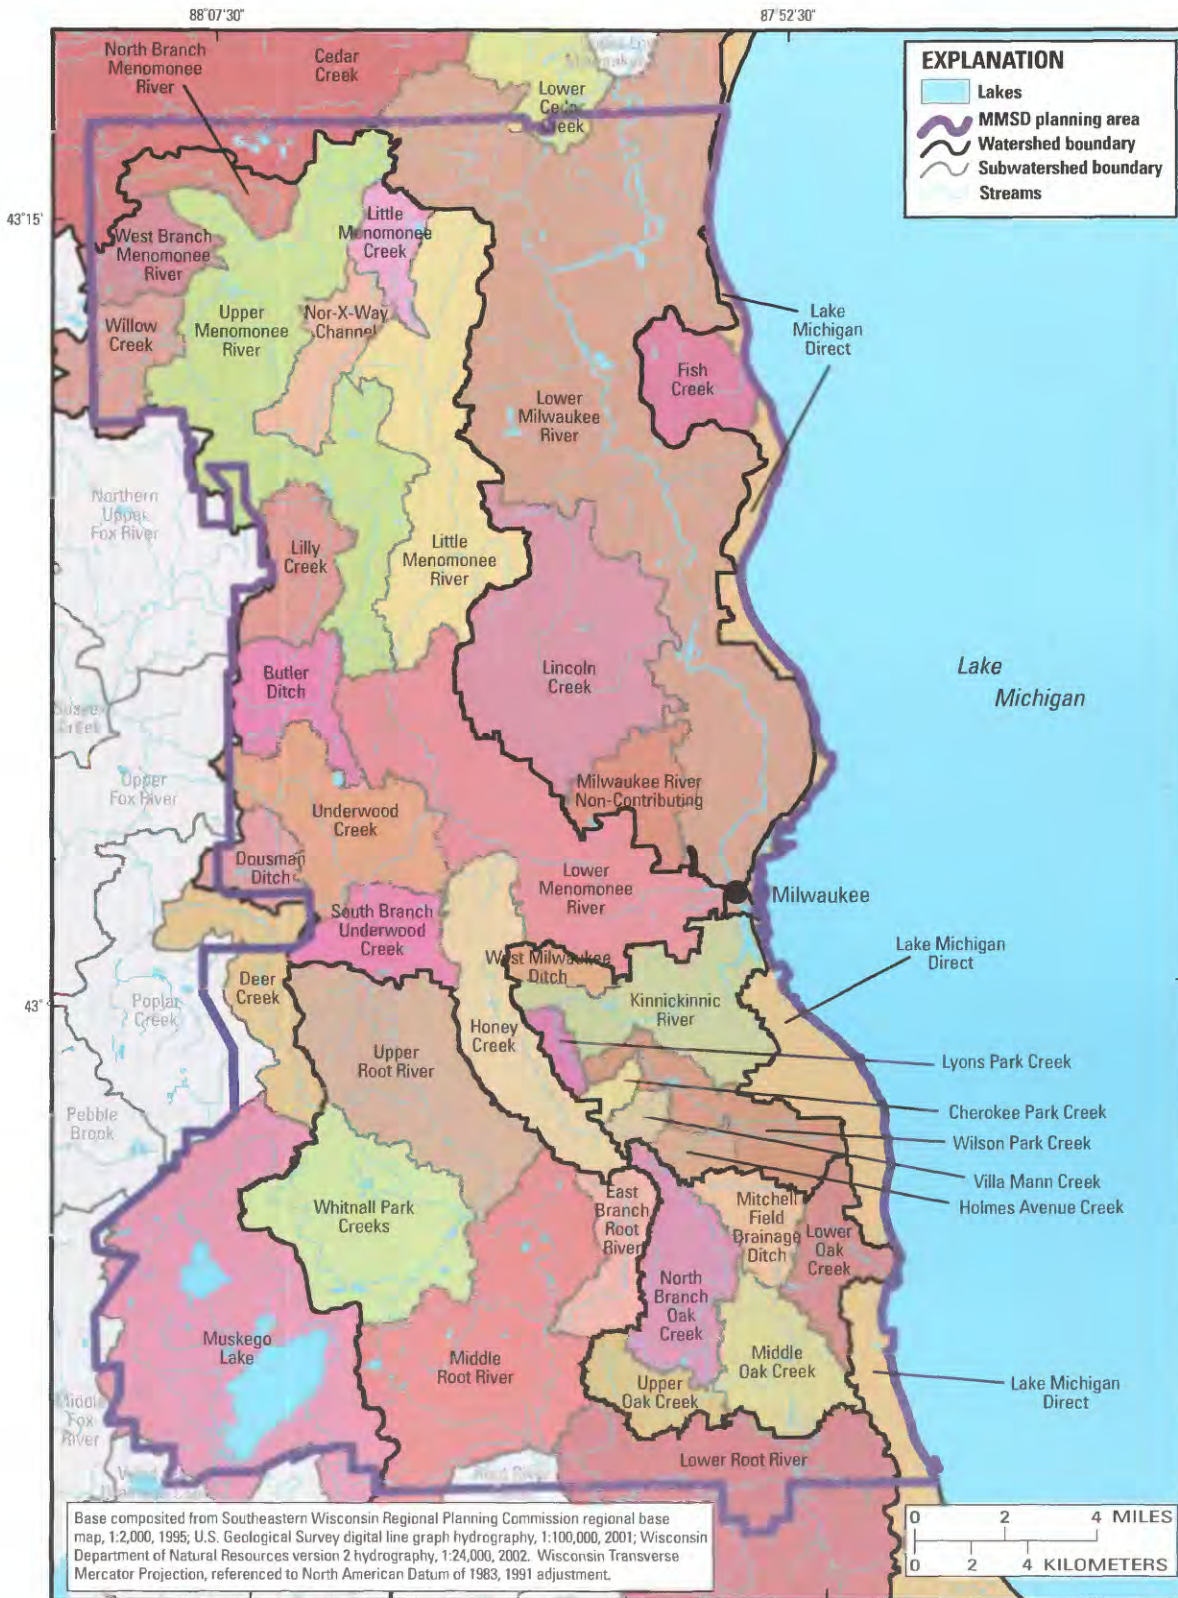 88°07'30"
87°52'30"
North Branch
Menomonee
River
Cedar
Creek
Lower
Cedar
Creek
EXPLANATION
Lakes
MMSD planning area
Watershed boundary
Subwatershed boundary
Streams
43°15'
West Branch
Menomonee
River
Little
Menomonee
Creek
Willow
Creek
Upper
Menomonee
River
Nor-X-Way
Channel
Lake
Michigan
Direct
Fish
Creek
Lower
Milwaukee
River
Northern
Upper
Fox River
Lilly
Creek
Little
Menomonee
River
Butler
Ditch
Lincoln
Creek
Lake
Michigan
Upper
Fox River
Underwood
Creek
Milwaukee River
Non-Contributing
Dousman
Ditch
Lower
Menomonee
River
Milwaukee
South Branch
Underwood
Creek
West Milwaukee
Ditch
Lake Michigan
Direct
Deer
Creek
Poplar
Creek
43°
Kinnickinnic
River
Honey
Creek
Upper
Root River
Lyons Park Creek
Cherokee Park Creek
Pebble
Brook
Wilson Park Creek
Villa Mann Creek
Holmes Avenue Creek
Whitnall Park
Creeks
East
Branch
Root
River
Mitchell
Field
Drainage
Ditch
Lower
Oak
Creek
North
Branch
Oak
Creek
Muskego
Lake
Middle
Root River
Middle
Oak Creek
Upper
Oak Creek
Lake Michigan
Direct
Middle
Fox
River
Lower Root River
Root River
Base composited from Southeastern Wisconsin Regional Planning Commission regional base
map, 1:2,000, 1995; U.S. Geological Survey digital line graph hydrography, 1:100,000, 2001; Wisconsin
Department of Natural Resources version 2 hydrography, 1:24,000, 2002. Wisconsin Transverse
Mercator Projection, referenced to North American Datum of 1983, 1991 adjustment.
0 2 4 MILES
0 2 4 KILOMETERS